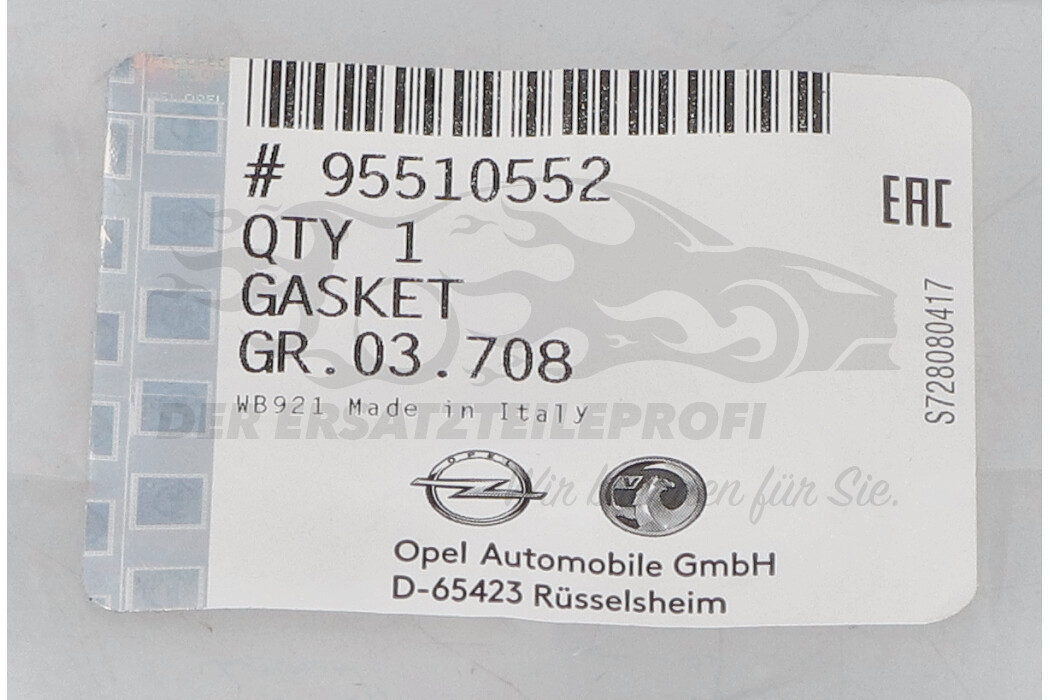 # 95510552
EAC
QTY 1
GASKET
GR.03.708
WB921 Made in Italy
S728080417
DER ERSATZTEILEPROFI
OPEL
V
Wir en für Sie.
Opel Automobile GmbH
D-65423 Rüsselsheim